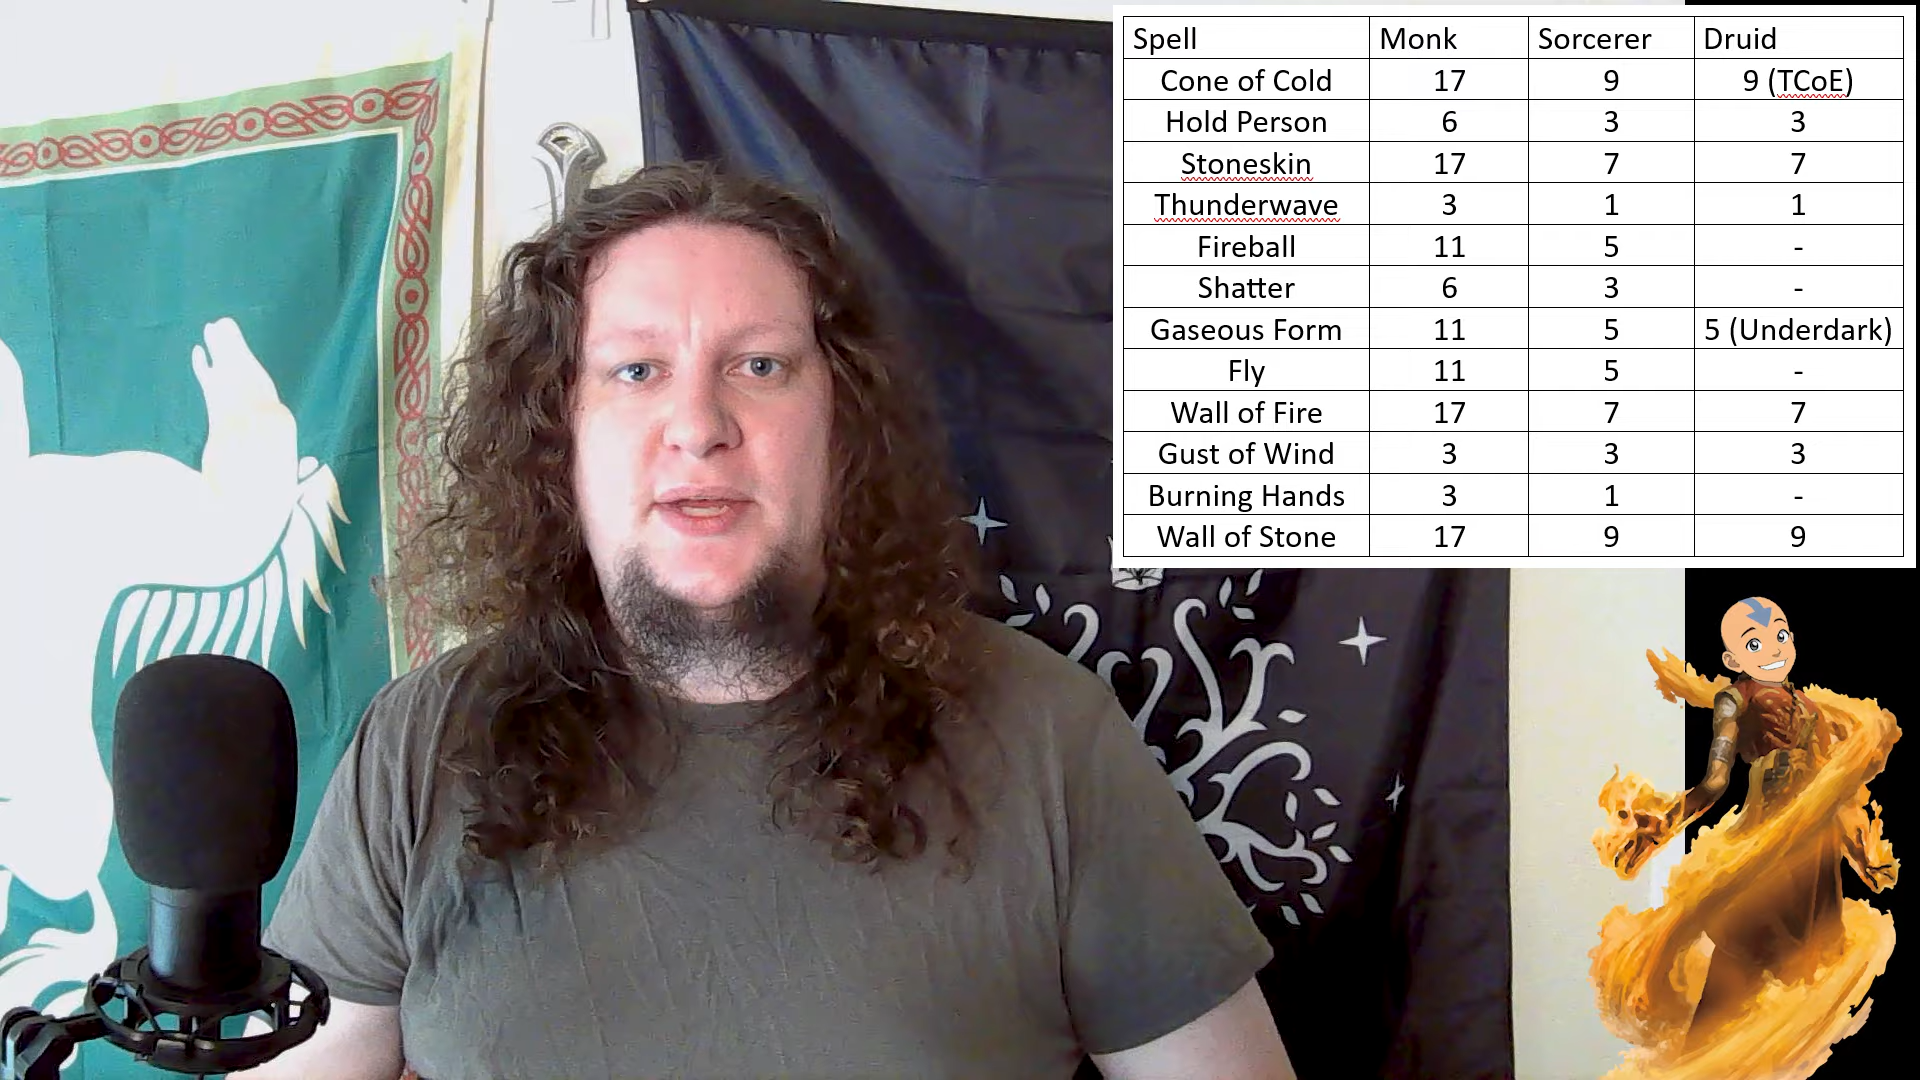 Spell Monk Sorcerer Druid
Cone of Cold 17 9 9 (TCoE)
Hold Person 6 3 3
Stoneskin 17 7 7
Thunderwave 3 1 1
Fireball 11 5 -
Shatter 6 3 -
Gaseous Form 11 5 5 (Underdark)
Fly 11 5 -
Wall of Fire 17 7 7
Gust of Wind 3 3 3
Burning Hands 3 1 -
Wall of Stone 17 9 9